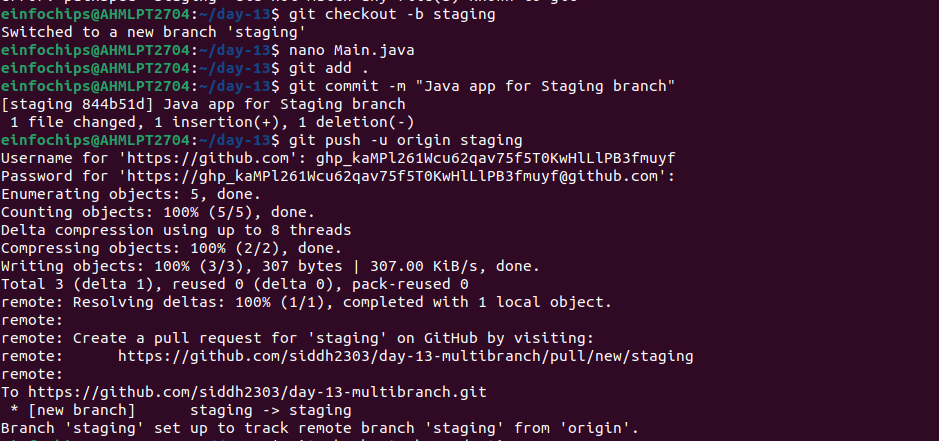 einfochips@AHMLPT2704:~/day-13$ git checkout -b staging
Switched to a new branch 'staging'
einfochips@AHMLPT2704:~/day-13$ nano Main.java
einfochips@AHMLPT2704:~/day-13$ git add .
einfochips@AHMLPT2704:~/day-13$ git commit -m "Java app for Staging branch"
[staging 844b51d] Java app for Staging branch
 1 file changed, 1 insertion(+), 1 deletion(-)
einfochips@AHMLPT2704:~/day-13$ git push -u origin staging
Username for 'https://github.com': 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
Password for 'https://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@github.com':
Enumerating objects: 5, done.
Counting objects: 100% (5/5), done.
Delta compression using up to 8 threads
Compressing objects: 100% (2/2), done.
Writing objects: 100% (3/3), 307 bytes | 307.00 KiB/s, done.
Total 3 (delta 1), reused 0 (delta 0), pack-reused 0
remote: Resolving deltas: 100% (1/1), completed with 1 local object.
remote:
remote: Create a pull request for 'staging' on GitHub by visiting:
remote:      https://github.com/siddh2303/day-13-multibranch/pull/new/staging
remote:
To https://github.com/siddh2303/day-13-multibranch.git
 * [new branch]      staging -> staging
Branch 'staging' set up to track remote branch 'staging' from 'origin'.